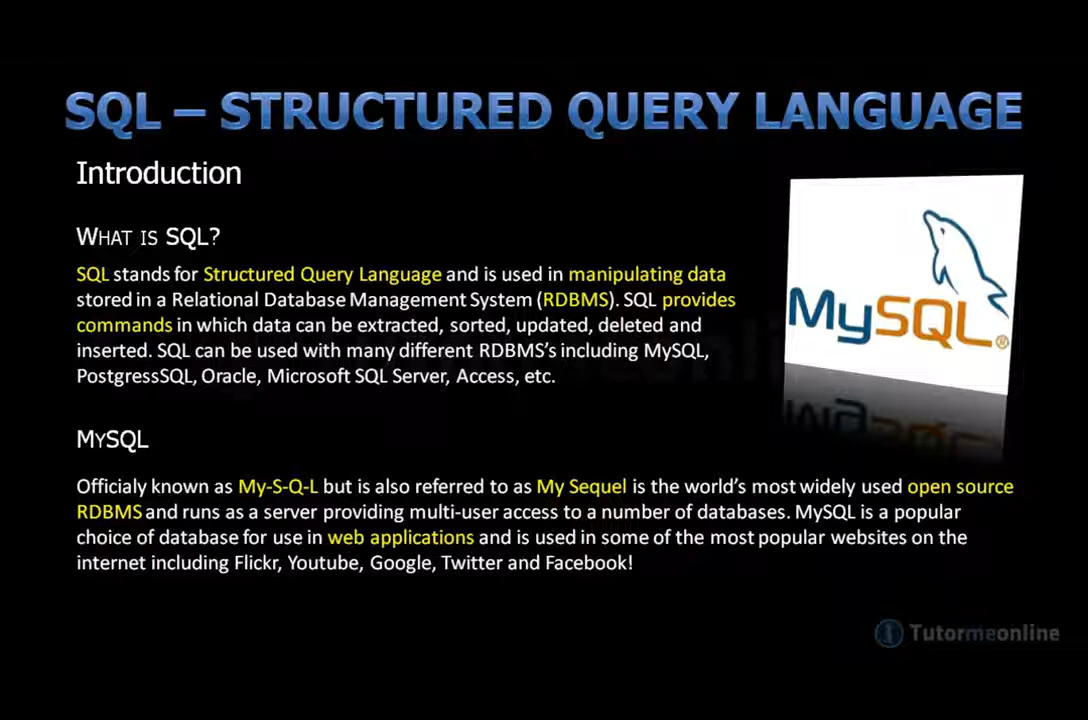 SQL – STRUCTURED QUERY LANGUAGE
Introduction
WHAT IS SQL?
SQL stands for Structured Query Language and is used in manipulating data
stored in a Relational Database Management System (RDBMS). SQL provides
commands in which data can be extracted, sorted, updated, deleted and
inserted. SQL can be used with many different RDBMS's including MySQL,
PostgressSQL, Oracle, Microsoft SQL Server, Access, etc.
MySQL®
MYSQL
Officialy known as My-S-Q-L but is also referred to as My Sequel is the world's most widely used open source
RDBMS and runs as a server providing multi-user access to a number of databases. MySQL is a popular
choice of database for use in web applications and is used in some of the most popular websites on the
internet including Flickr, Youtube, Google, Twitter and Facebook!
Tutormeonline